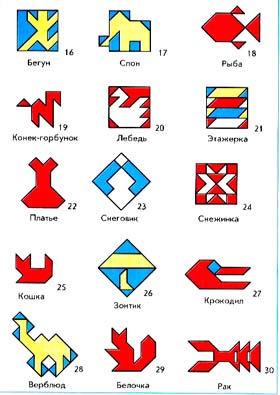 16 17 18
Бегун Слон Рыба
19 20 21
Конек-горбунок Лебедь Этажерка
22 23 24
Платье Снеговик Снежинка
25 26 27
Кошка Зонтик Крокодил
28 29 30
Верблюд Белочка Рак